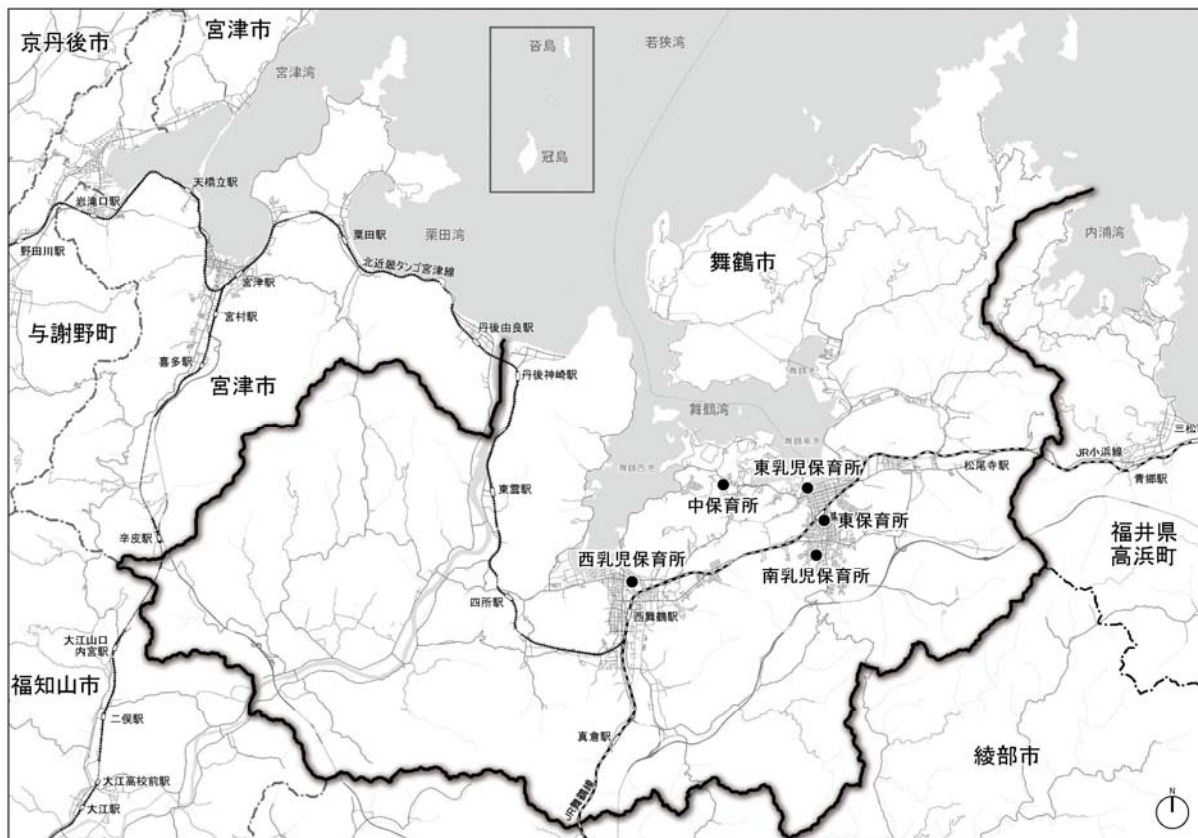 京丹後市
宮津市
宮津湾
沓島
冠島
若狭湾
天橋立駅
岩滝口駅
野田川駅
栗田駅
栗田湾
北近畿タンゴ宮津線
宮津駅
宮村駅
喜多駅
与謝野町
宮津市
丹後由良駅
丹後神崎駅
舞鶴市
内浦湾
舞鶴湾
東乳児保育所
中保育所
東保育所
南乳児保育所
西乳児保育所
松尾寺駅
JR小浜線
三松
青郷駅
福井県
高浜町
東雲駅
辛皮駅
四所駅
西舞鶴駅
大江山口
内宮駅
福知山市
二俣駅
大江高校前駅
大江駅
真倉駅
JR舞鶴線
綾部市
N